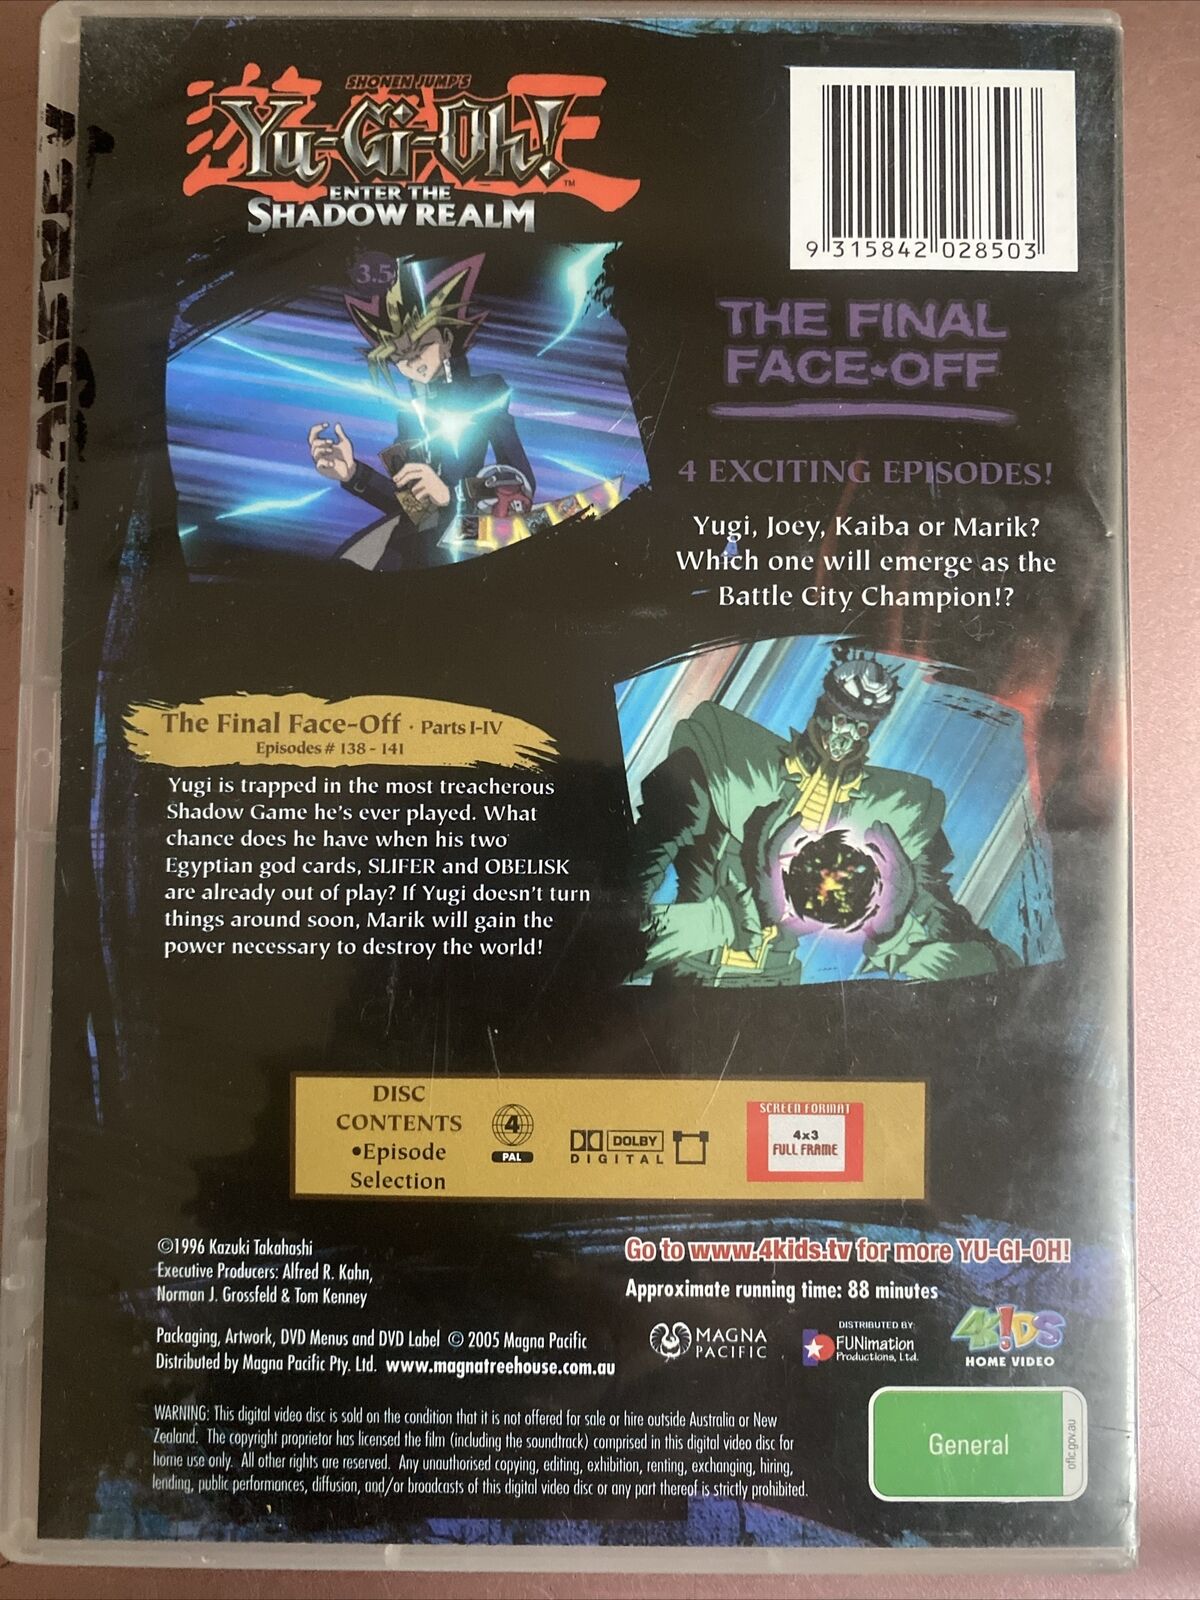 SHONEN JUMP'S
遊戯王
Yu-Gi-Oh!
TM
ENTER THE
SHADOW REALM
9 315842 028503
3.5
THE FINAL
FACE-OFF
4 EXCITING EPISODES!
Yugi, Joey, Kaiba or Marik?
Which one will emerge as the
Battle City Champion!?
The Final Face-Off · Parts I-IV
Episodes # 138 - 141
Yugi is trapped in the most treacherous
Shadow Game he's ever played. What
chance does he have when his two
Egyptian god cards, SLIFER and OBELISK
are already out of play? If Yugi doesn't turn
things around soon, Marik will gain the
power necessary to destroy the world!
DISC
CONTENTS
•Episode
Selection
4
PAL
DOLBY
DIGITAL
SCREEN FORMAT
4x3
FULL FRAME
©1996 Kazuki Takahashi
Executive Producers: Alfred R. Kahn,
Norman J. Grossfeld & Tom Kenney
Go to www.4kids.tv for more YU-GI-OH!
Approximate running time: 88 minutes
Packaging, Artwork, DVD Menus and DVD Label © 2005 Magna Pacific
Distributed by Magna Pacific Pty. Ltd. www.magnatreehouse.com.au
MAGNA
PACIFIC
DISTRIBUTED BY:
FUNimation
Productions, Ltd.
4K!DS
HOME VIDEO
WARNING: This digital video disc is sold on the condition that it is not offered for sale or hire outside Australia or New
Zealand. The copyright proprietor has licensed the film (including the soundtrack) comprised in this digital video disc for
home use only. All other rights are reserved. Any unauthorised copying, editing, exhibition, renting, exchanging, hiring,
lending, public performances, diffusion, and/or broadcasts of this digital video disc or any part thereof is strictly prohibited.
General
oflc.gov.au